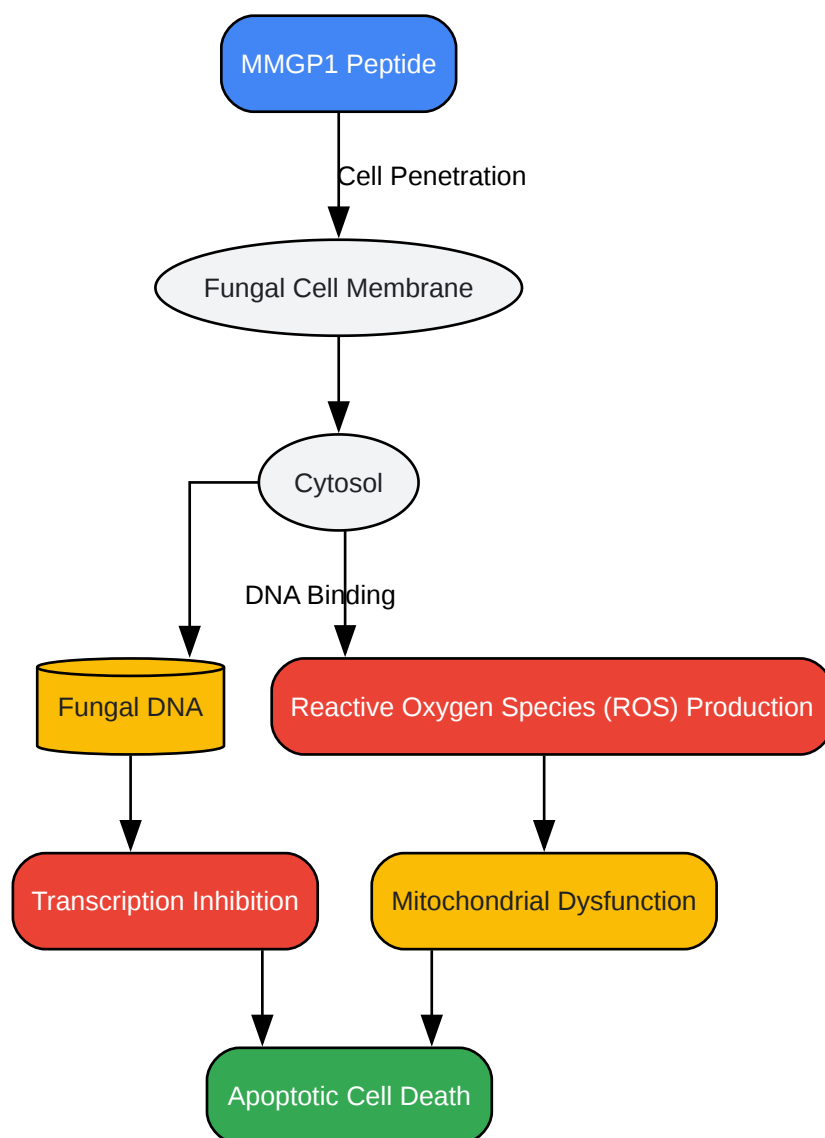 MMGP1 Peptide
Cell Penetration
Fungal Cell Membrane
Cytosol
DNA Binding
Fungal DNA
Reactive Oxygen Species (ROS) Production
Transcription Inhibition
Mitochondrial Dysfunction
Apoptotic Cell Death